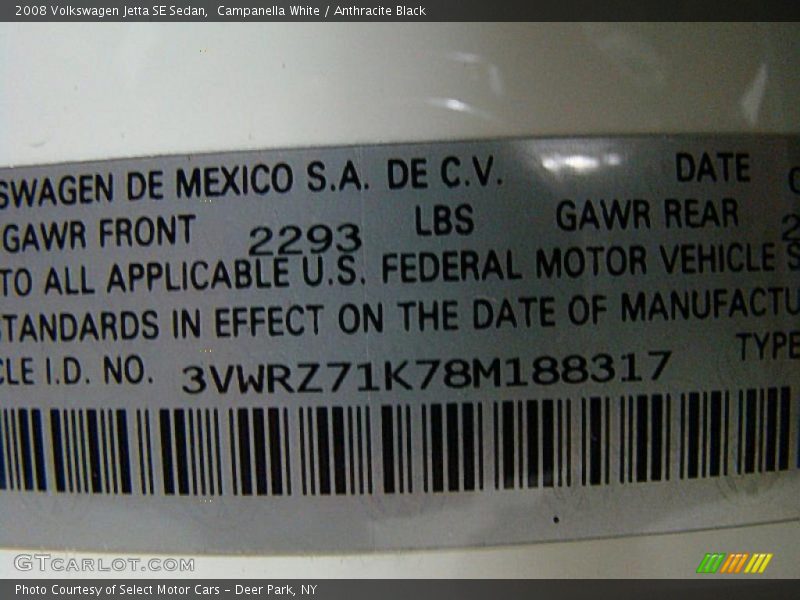 2008 Volkswagen Jetta SE Sedan,  Campanella White / Anthracite Black
SWAGEN DE MEXICO S.A. DE C.V. DATE
GAWR FRONT 2293 LBS GAWR REAR 2
TO ALL APPLICABLE U.S. FEDERAL MOTOR VEHICLE S
STANDARDS IN EFFECT ON THE DATE OF MANUFACTU
CLE I.D. NO. 3VWRZ71K78M188317 TYPE
GTCARLOT.COM
Photo Courtesy of Select Motor Cars – Deer Park, NY